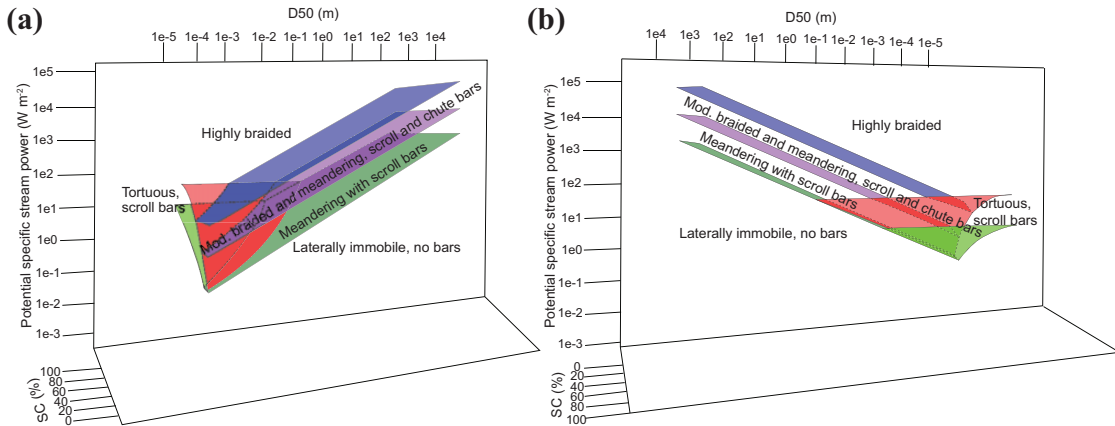 (a)
D50 (m)
1e-5 1e-4 1e-3 1e-2 1e-1 1e0 1e1 1e2 1e3 1e4
Potential specific stream power (W m-2)
1e5
1e4
1e3
1e2
1e1
1e0
1e-1
1e-2
1e-3
Highly braided
Tortuous,
scroll bars
Mod. braided and meandering, scroll and chute bars
Meandering with scroll bars
Laterally immobile, no bars
SC (%)
100
80
60
40
20
0
(b)
D50 (m)
1e4 1e3 1e2 1e1 1e0 1e-1 1e-2 1e-3 1e-4 1e-5
Potential specific stream power (W m-2)
1e5
1e4
1e3
1e2
1e1
1e0
1e-1
1e-2
1e-3
Highly braided
Mod. braided and meandering, scroll and chute bars
Meandering with scroll bars
Tortuous,
scroll bars
Laterally immobile, no bars
SC (%)
0
20
40
60
80
100